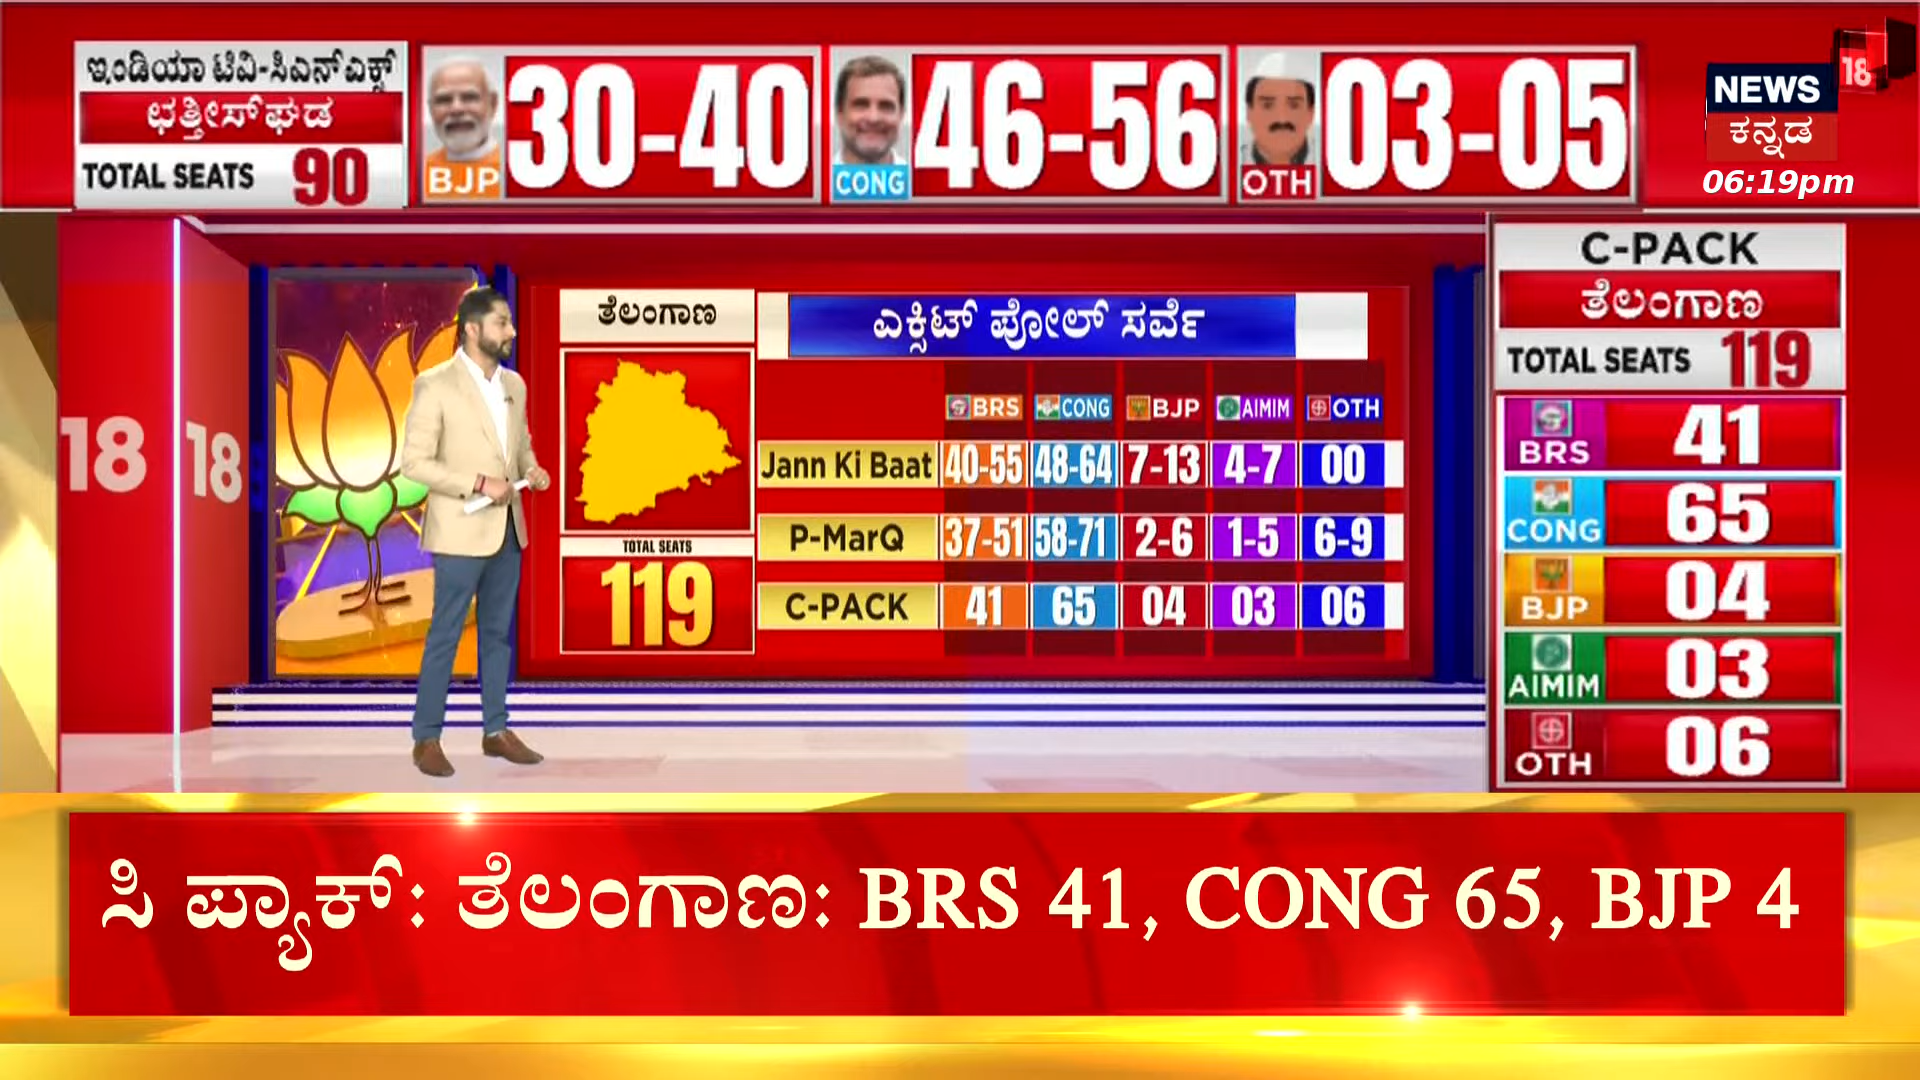 ಇಂಡಿಯಾ ಟಿವಿ-ಸಿಎನ್ಎಕ್ಸ್
ಛತ್ತೀಸ್‌ಘಡ
TOTAL SEATS 90
BJP 30-40
CONG 46-56
OTH 03-05
18
NEWS
ಕನ್ನಡ
06:19pm
18 18
ತೆಲಂಗಾಣ
ಎಕ್ಸಿಟ್ ಪೋಲ್ ಸರ್ವೆ
BRS CONG BJP AIMIM OTH
Jann Ki Baat 40-55 48-64 7-13 4-7 00
P-MarQ 37-51 58-71 2-6 1-5 6-9
C-PACK 41 65 04 03 06
TOTAL SEATS
119
C-PACK
ತೆಲಂಗಾಣ
TOTAL SEATS 119
BRS 41
CONG 65
BJP 04
AIMIM 03
OTH 06
ಸಿ ಪ್ಯಾಕ್: ತೆಲಂಗಾಣ: BRS 41, CONG 65, BJP 4